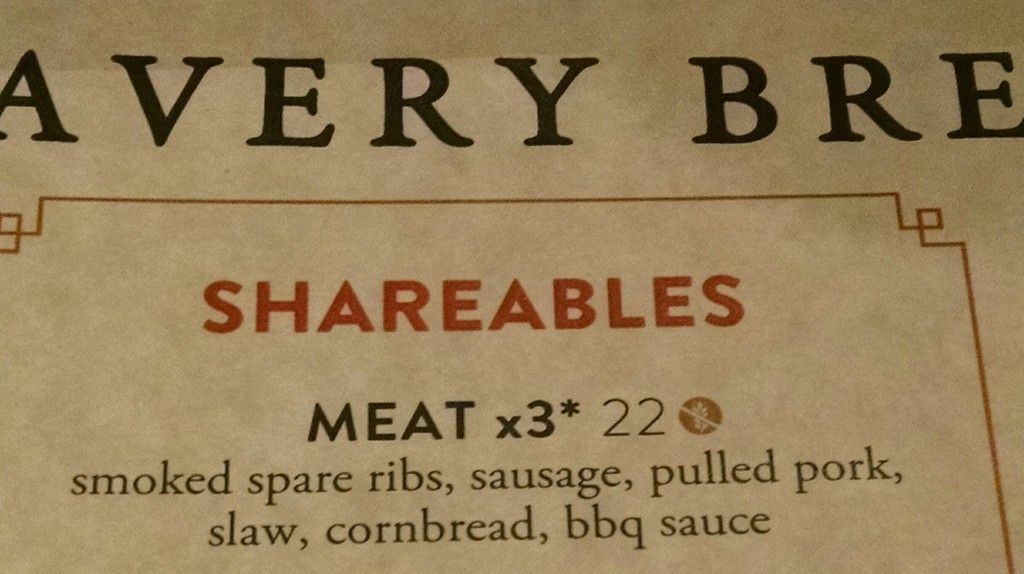 AVERY BRE
SHAREABLES
MEAT x3* 22
smoked spare ribs, sausage, pulled pork,
slaw, cornbread, bbq sauce